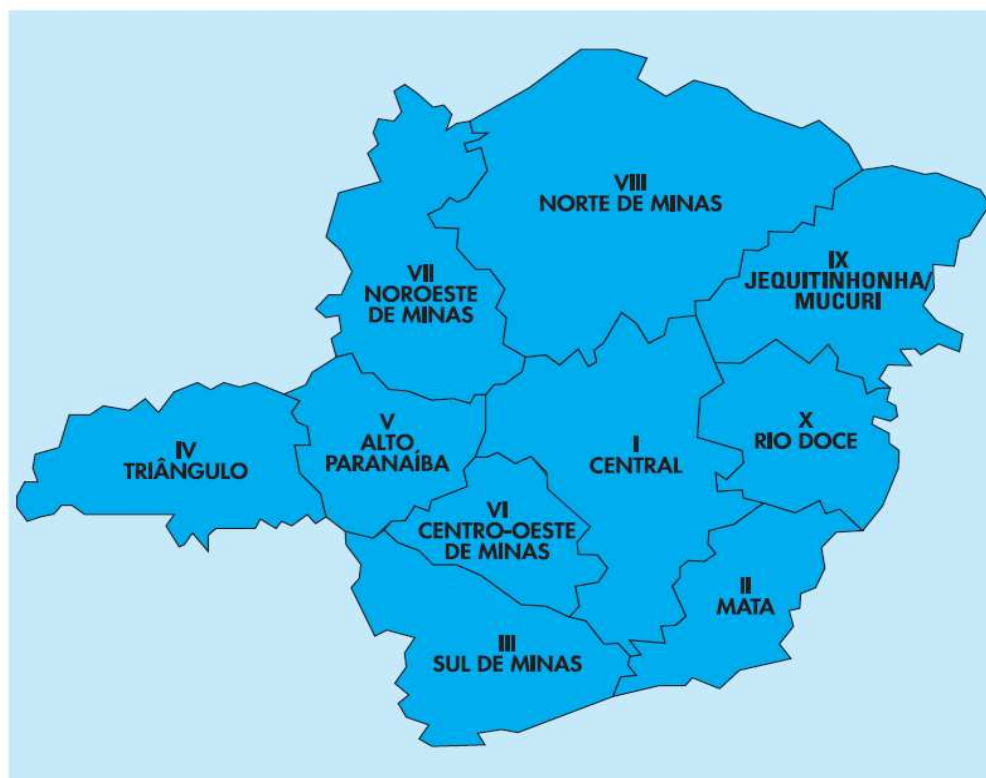 VIII
NORTE DE MINAS
IX
JEQUITINHONHA/
MUCURI
VII
NOROESTE
DE MINAS
V
ALTO
PARANAÍBA
IV
TRIÂNGULO
I
CENTRAL
X
RIO DOCE
VI
CENTRO-OESTE
DE MINAS
II
MATA
III
SUL DE MINAS